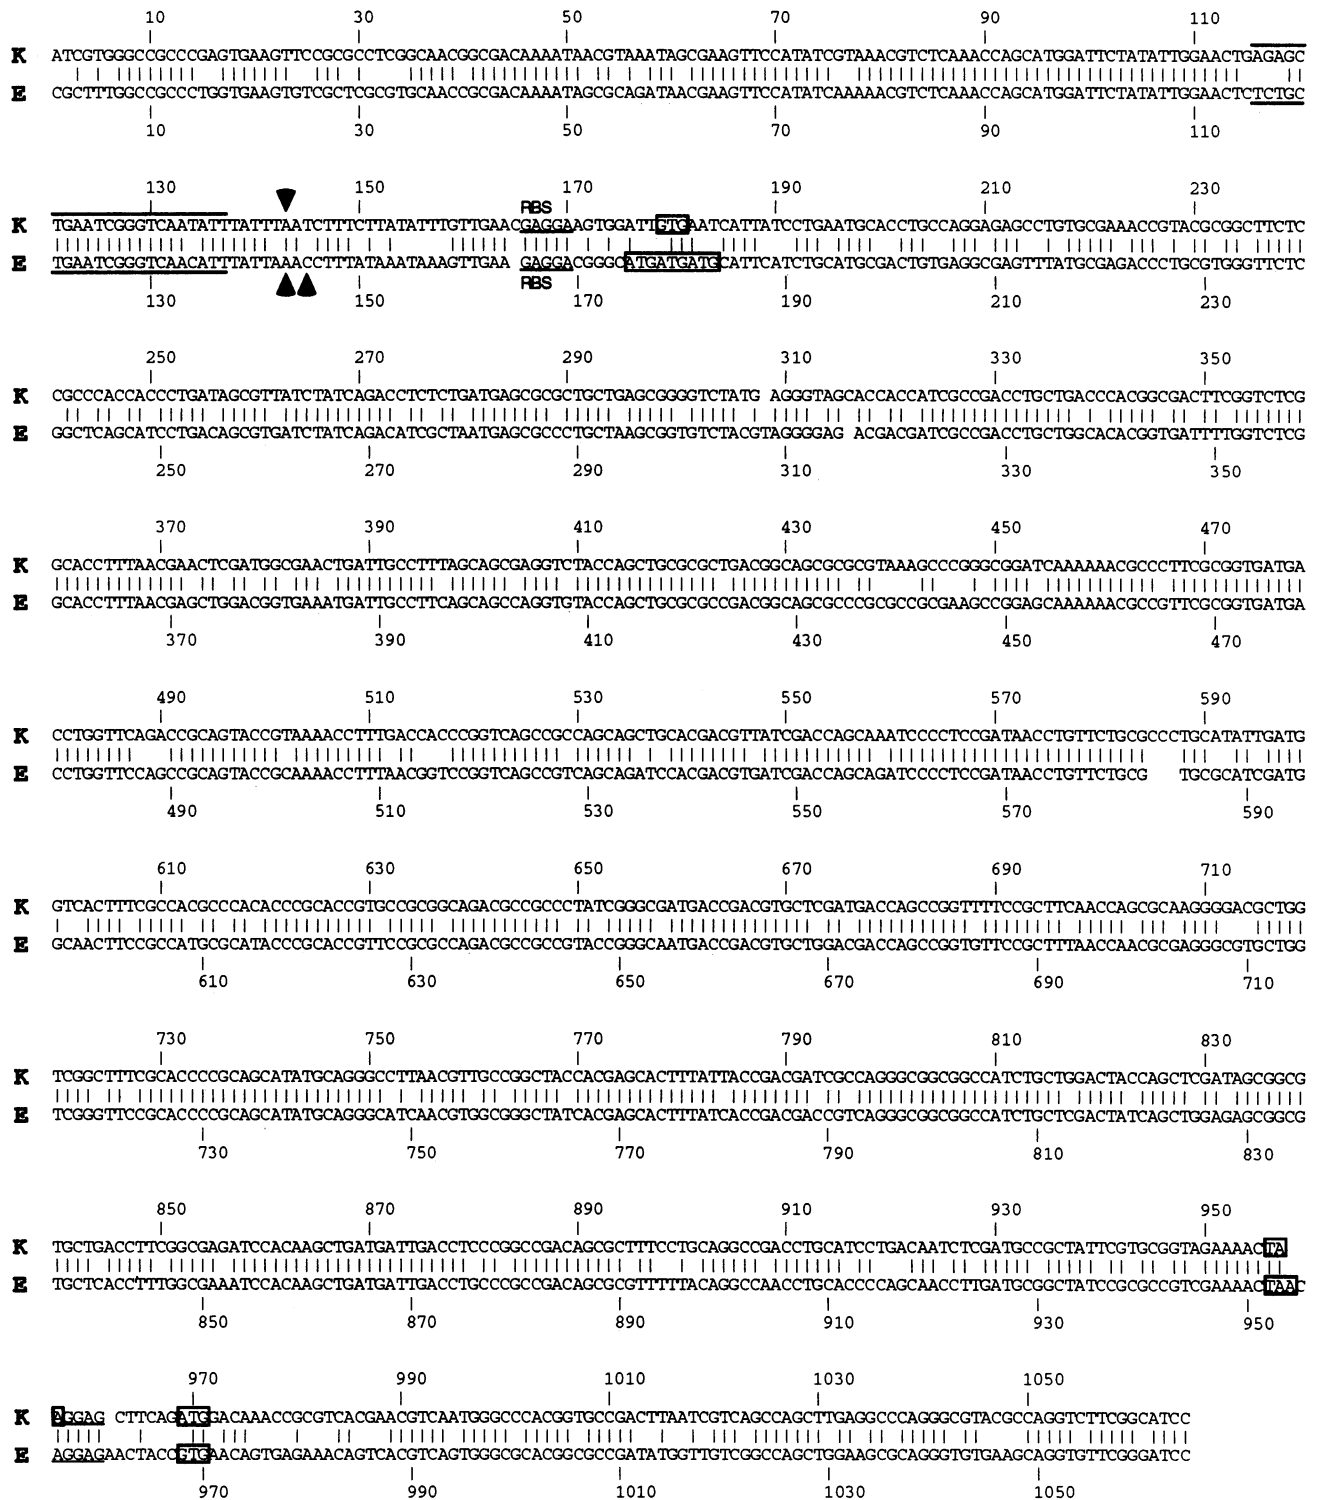 10 30 50 70 90 110
K ATCGTGGGCCGCCCGAGTGAAGTTCCGCGCCTCGGCAACGGCGACAAAATAACGTAAATAGCGAAGTTCCATATCGTAAACGTCTCAAACCAGCATGGATTCTATATTGGAACTGAGAGC
E CGCTTTGGCCGCCCTGGTGAAGTGTCGCTCGCGTGCAACCGCGACAAAATAGCGCAGATAACGAAGTTCCATATCAAAAACGTCTCAAACCAGCATGGATTCTATATTGGAACTCTCTGC
10 30 50 70 90 110
130 150 170 190 210 230
RBS
K TGAATCGGGTCAATATTTATTTAATCTTTCTTATATTTGTTGAACGAGGAAGTGGATTGTGAATCATTATCCTGAATGCACCTGCCAGGAGAGCCTGTGCGAAACCGTACGCGGCTTCTC
E TGAATCGGGTCAACATTTATTAAACCTTTATAAATAAAGTTGAA GAGGACGGGCATGATGATGCATTCATCTGCATGCGACTGTGAGGCGAGTTTATGCGAGACCCTGCGTGGGTTCTC
RBS
130 150 170 190 210 230
250 270 290 310 330 350
K CGCCCACCACCCTGATAGCGTTATCTATCAGACCTCTCTGATGAGCGCGCTGCTGAGCGGGGTCTATG AGGGTAGCACCACCATCGCCGACCTGCTGACCCACGGCGACTTCGGTCTCG
E GGCTCAGCATCCTGACAGCGTGATCTATCAGACATCGCTAATGAGCGCCCTGCTAAGCGGTGTCTACGTAGGGGAG ACGACGATCGCCGACCTGCTGGCACACGGTGATTTTGGTCTCG
250 270 290 310 330 350
370 390 410 430 450 470
K GCACCTTTAACGAACTCGATGGCGAACTGATTGCCTTTAGCAGCGAGGTCTACCAGCTGCGCGCTGACGGCAGCGCGCGTAAAGCCCGGGCGGATCAAAAAACGCCCTTCGCGGTGATGA
E GCACCTTTAACGAGCTGGACGGTGAAATGATTGCCTTCAGCAGCCAGGTGTACCAGCTGCGCGCCGACGGCAGCGCCCGCGCCGCGAAGCCGGAGCAAAAAACGCCGTTCGCGGTGATGA
370 390 410 430 450 470
490 510 530 550 570 590
K CCTGGTTCAGACCGCAGTACCGTAAAACCTTTGACCACCCGGTCAGCCGCCAGCAGCTGCACGACGTTATCGACCAGCAAATCCCCTCCGATAACCTGTTCTGCGCCCTGCATATTGATG
E CCTGGTTCCAGCCGCAGTACCGCAAAACCTTTAACGGTCCGGTCAGCCGTCAGCAGATCCACGACGTGATCGACCAGCAGATCCCCTCCGATAACCTGTTCTGCG TGCGCATCGATG
490 510 530 550 570 590
610 630 650 670 690 710
K GTCACTTTCGCCACGCCCACACCCGCACCGTGCCGCGGCAGACGCCGCCCTATCGGGCGATGACCGACGTGCTCGATGACCAGCCGGTTTTCCGCTTCAACCAGCGCAAGGGGACGCTGG
E GCAACTTCCGCCATGCGCATACCCGCACCGTTCCGCGCCAGACGCCGCCGTACCGGGCAATGACCGACGTGCTGGACGACCAGCCGGTGTTCCGCTTTAACCAACGCGAGGGCGTGCTGG
610 630 650 670 690 710
730 750 770 790 810 830
K TCGGCTTTCGCACCCCGCAGCATATGCAGGGCCTTAACGTTGCCGGCTACCACGAGCACTTTATTACCGACGATCGCCAGGGCGGCGGCCATCTGCTGGACTACCAGCTCGATAGCGGCG
E TCGGGTTCCGCACCCCGCAGCATATGCAGGGCATCAACGTGGCGGGCTATCACGAGCACTTTATCACCGACGACCGTCAGGGCGGCGGCCATCTGCTCGACTATCAGCTGGAGAGCGGCG
730 750 770 790 810 830
850 870 890 910 930 950
K TGCTGACCTTCGGCGAGATCCACAAGCTGATGATTGACCTCCCGGCCGACAGCGCTTTCCTGCAGGCCGACCTGCATCCTGACAATCTCGATGCCGCTATTCGTGCGGTAGAAAACTA
E TGCTCACCTTTGGCGAAATCCACAAGCTGATGATTGACCTGCCCGCCGACAGCGCGTTTTTACAGGCCAACCTGCACCCCAGCAACCTTGATGCGGCTATCCGCGCCGTCGAAAACTAAC
850 870 890 910 930 950
970 990 1010 1030 1050
K AGGAG CTTCAGATGGACAAACCGCGTCACGAACGTCAATGGGCCCACGGTGCCGACTTAATCGTCAGCCAGCTTGAGGCCCAGGGCGTACGCCAGGTCTTCGGCATCC
E AGGAGAACTACCGTGAACAGTGAGAAACAGTCACGTCAGTGGGCGCACGGCGCCGATATGGTTGTCGGCCAGCTGGAAGCGCAGGGTGTGAAGCAGGTGTTCGGGATCC
970 990 1010 1030 1050